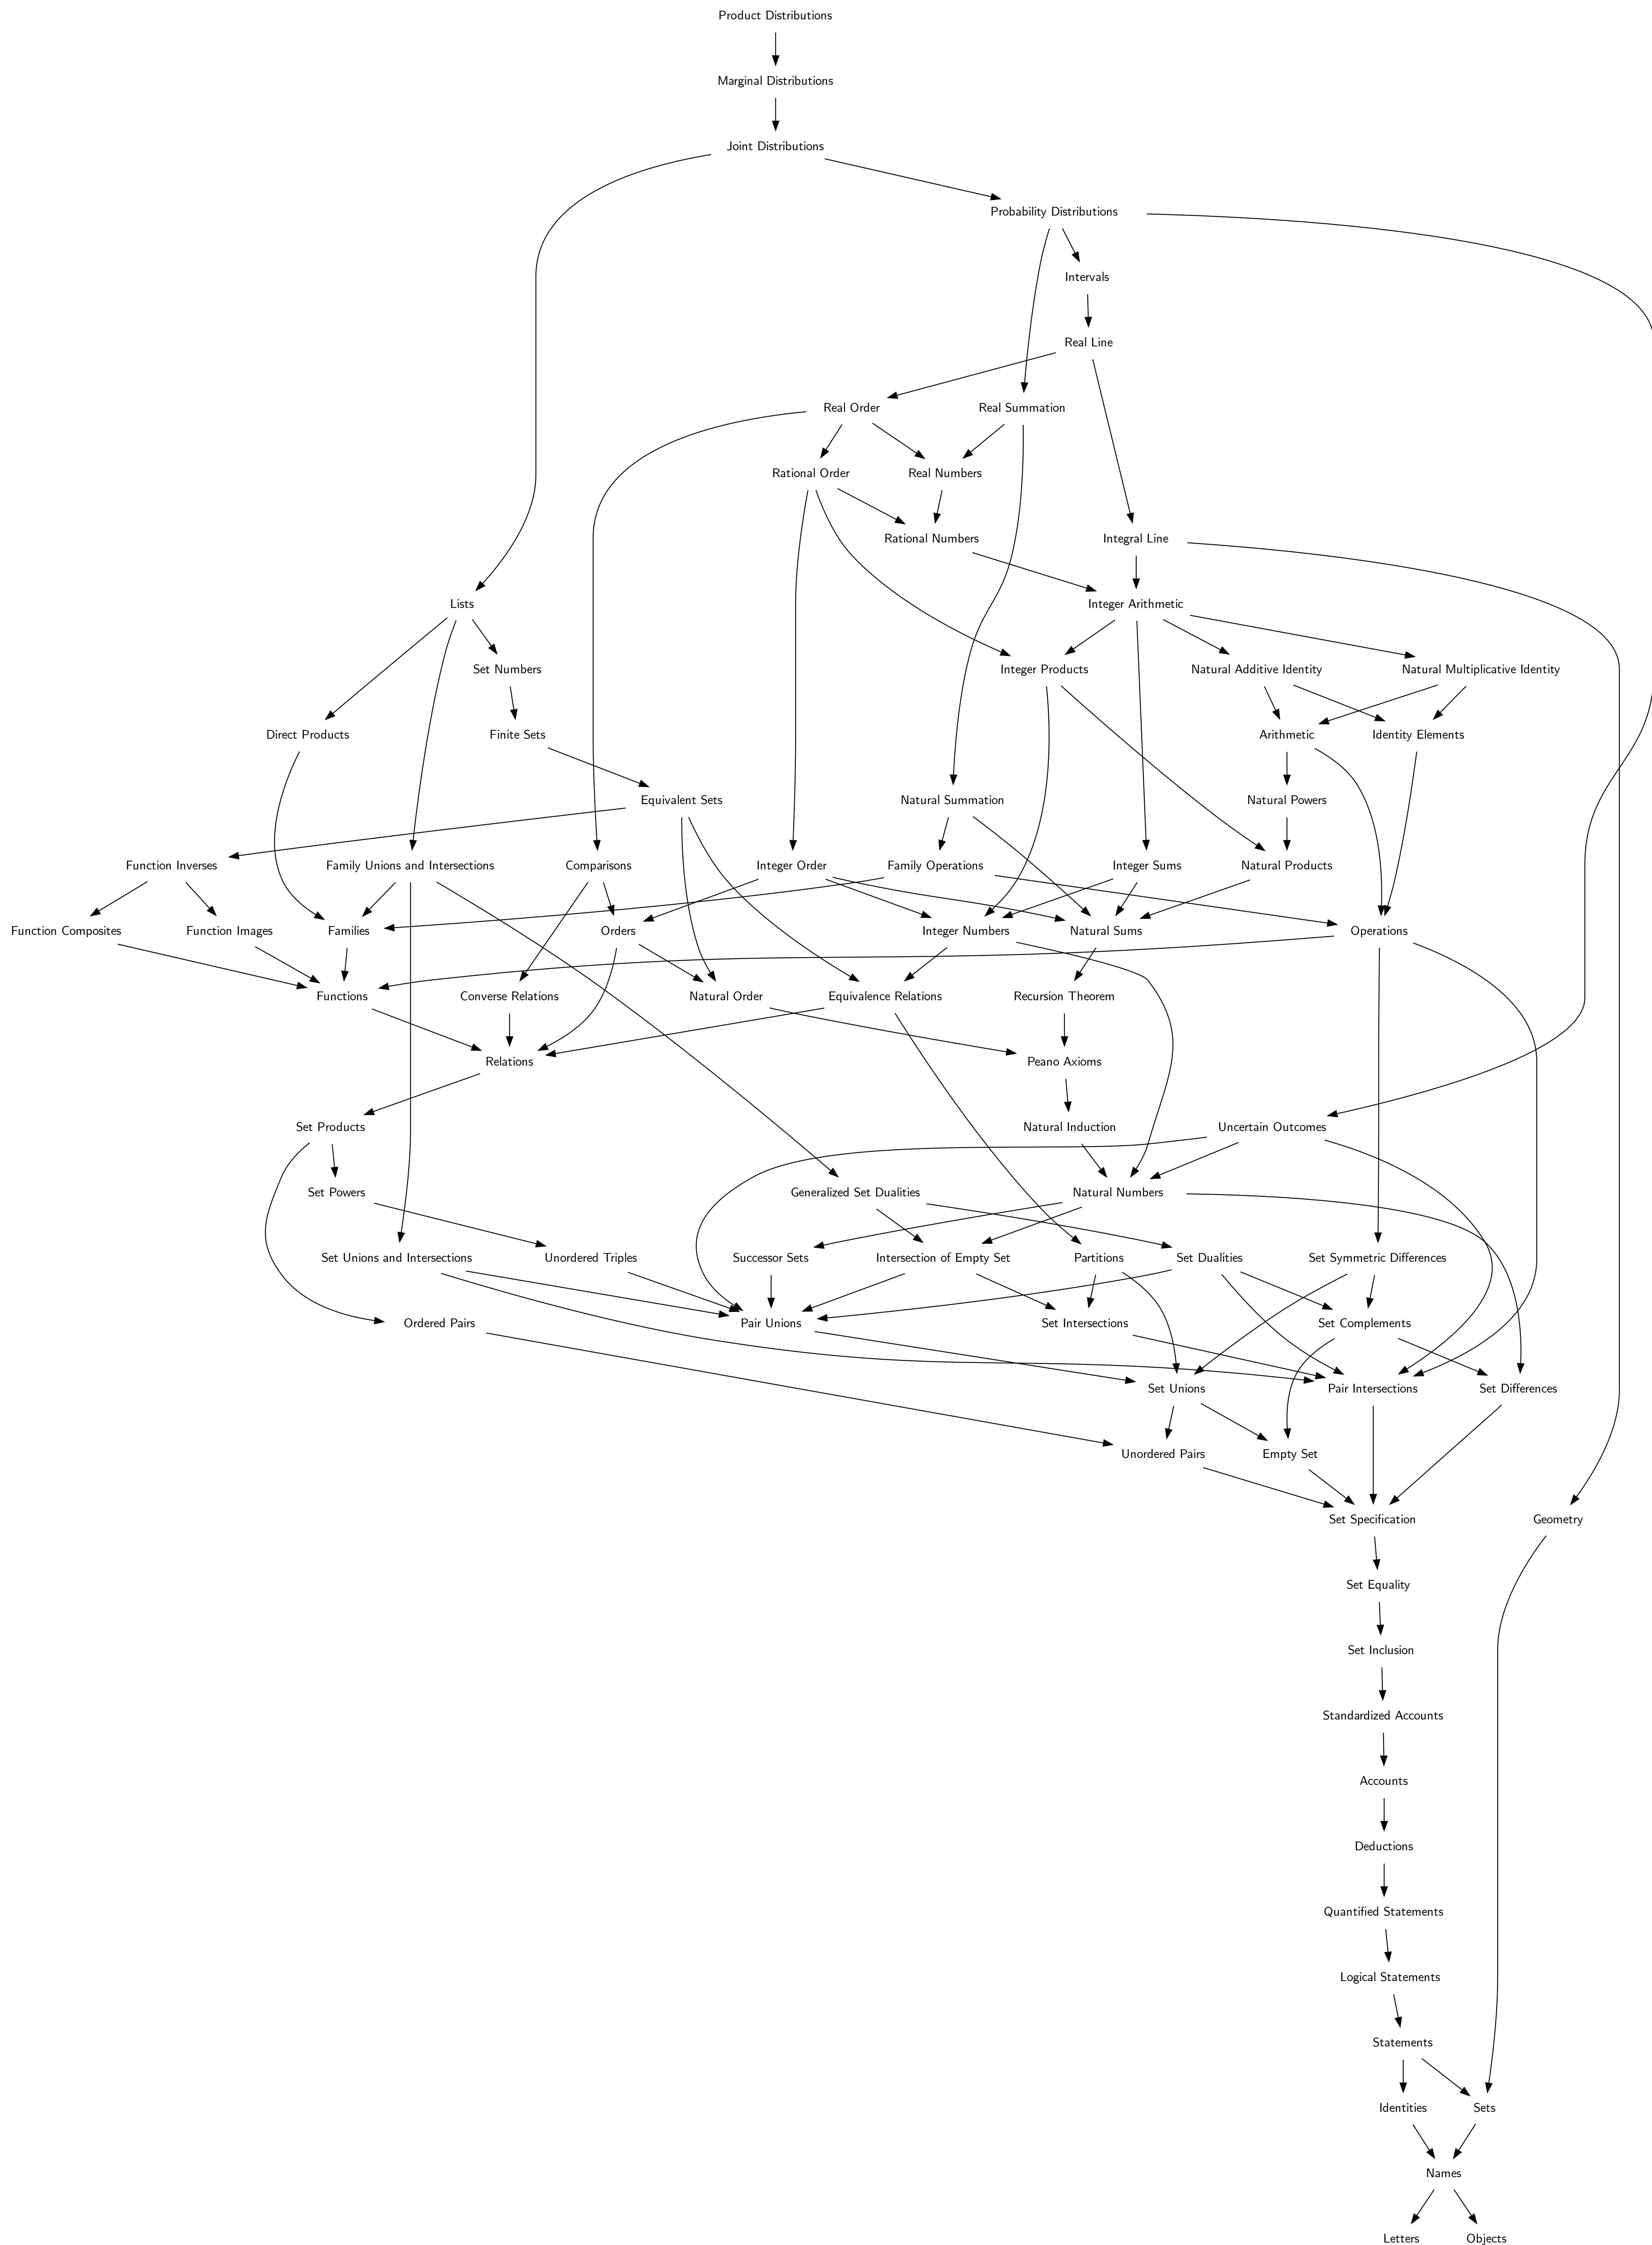 Product Distributions
Marginal Distributions
Joint Distributions
Probability Distributions
Intervals
Real Line
Real Order
Real Summation
Rational Order
Real Numbers
Rational Numbers
Integral Line
Lists
Integer Arithmetic
Set Numbers
Integer Products
Natural Additive Identity
Natural Multiplicative Identity
Direct Products
Finite Sets
Arithmetic
Identity Elements
Equivalent Sets
Natural Summation
Natural Powers
Function Inverses
Family Unions and Intersections
Comparisons
Integer Order
Family Operations
Integer Sums
Natural Products
Function Composites
Function Images
Families
Orders
Integer Numbers
Natural Sums
Operations
Functions
Converse Relations
Natural Order
Equivalence Relations
Recursion Theorem
Relations
Peano Axioms
Set Products
Natural Induction
Uncertain Outcomes
Set Powers
Generalized Set Dualities
Natural Numbers
Set Unions and Intersections
Unordered Triples
Successor Sets
Intersection of Empty Set
Partitions
Set Dualities
Set Symmetric Differences
Ordered Pairs
Pair Unions
Set Intersections
Set Complements
Set Unions
Pair Intersections
Set Differences
Unordered Pairs
Empty Set
Set Specification
Geometry
Set Equality
Set Inclusion
Standardized Accounts
Accounts
Deductions
Quantified Statements
Logical Statements
Statements
Identities
Sets
Names
Letters
Objects